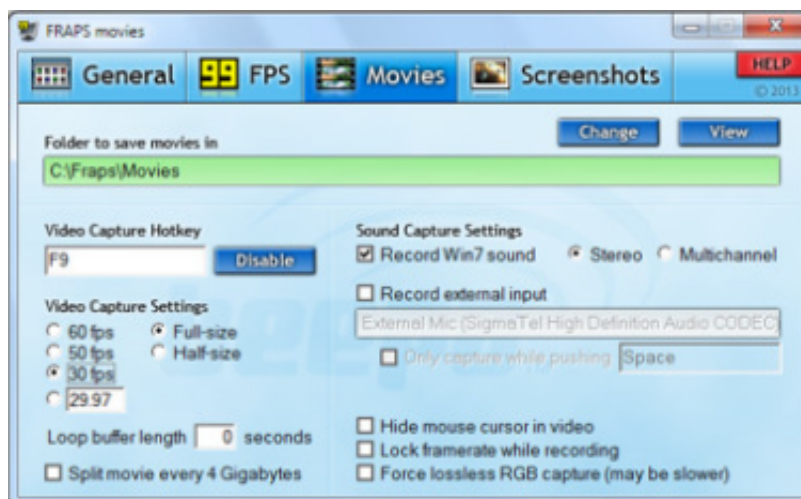 FRAPS movies
General FPS Movies Screenshots HELP
© 2013
Change View
Folder to save movies in
C:\Fraps\Movies
Video Capture Hotkey
F9 Disable
Video Capture Settings
60 fps Full-size
50 fps Half-size
30 fps
29.97
Loop buffer length 0 seconds
Split movie every 4 Gigabytes
Sound Capture Settings
Record Win7 sound Stereo Multichannel
Record external input
External Mic (SigmaTel High Definition Audio CODEC)
Only capture while pushing Space
Hide mouse cursor in video
Lock framerate while recording
Force lossless RGB capture (may be slower)